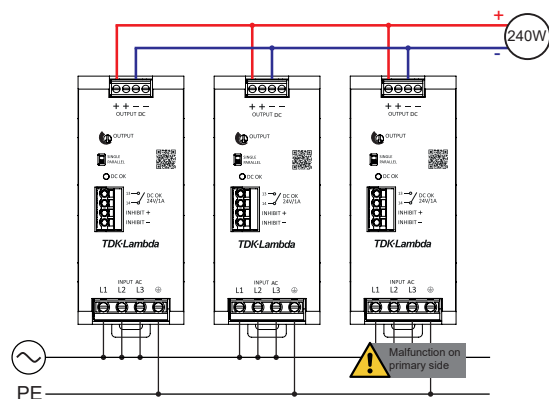 +
240W
-
+ + − −
OUTPUT DC
OUTPUT
SINGLE
PARALLEL
DC OK
13
14
DC OK
24V/1A
INHIBIT +
INHIBIT −
TDK·Lambda
INPUT AC
L1 L2 L3
+ + − −
OUTPUT DC
OUTPUT
SINGLE
PARALLEL
DC OK
13
14
DC OK
24V/1A
INHIBIT +
INHIBIT −
TDK·Lambda
INPUT AC
L1 L2 L3
+ + − −
OUTPUT DC
OUTPUT
SINGLE
PARALLEL
DC OK
13
14
DC OK
24V/1A
INHIBIT +
INHIBIT −
TDK·Lambda
INPUT AC
L1 L2 L3
Malfunction on
primary side
PE